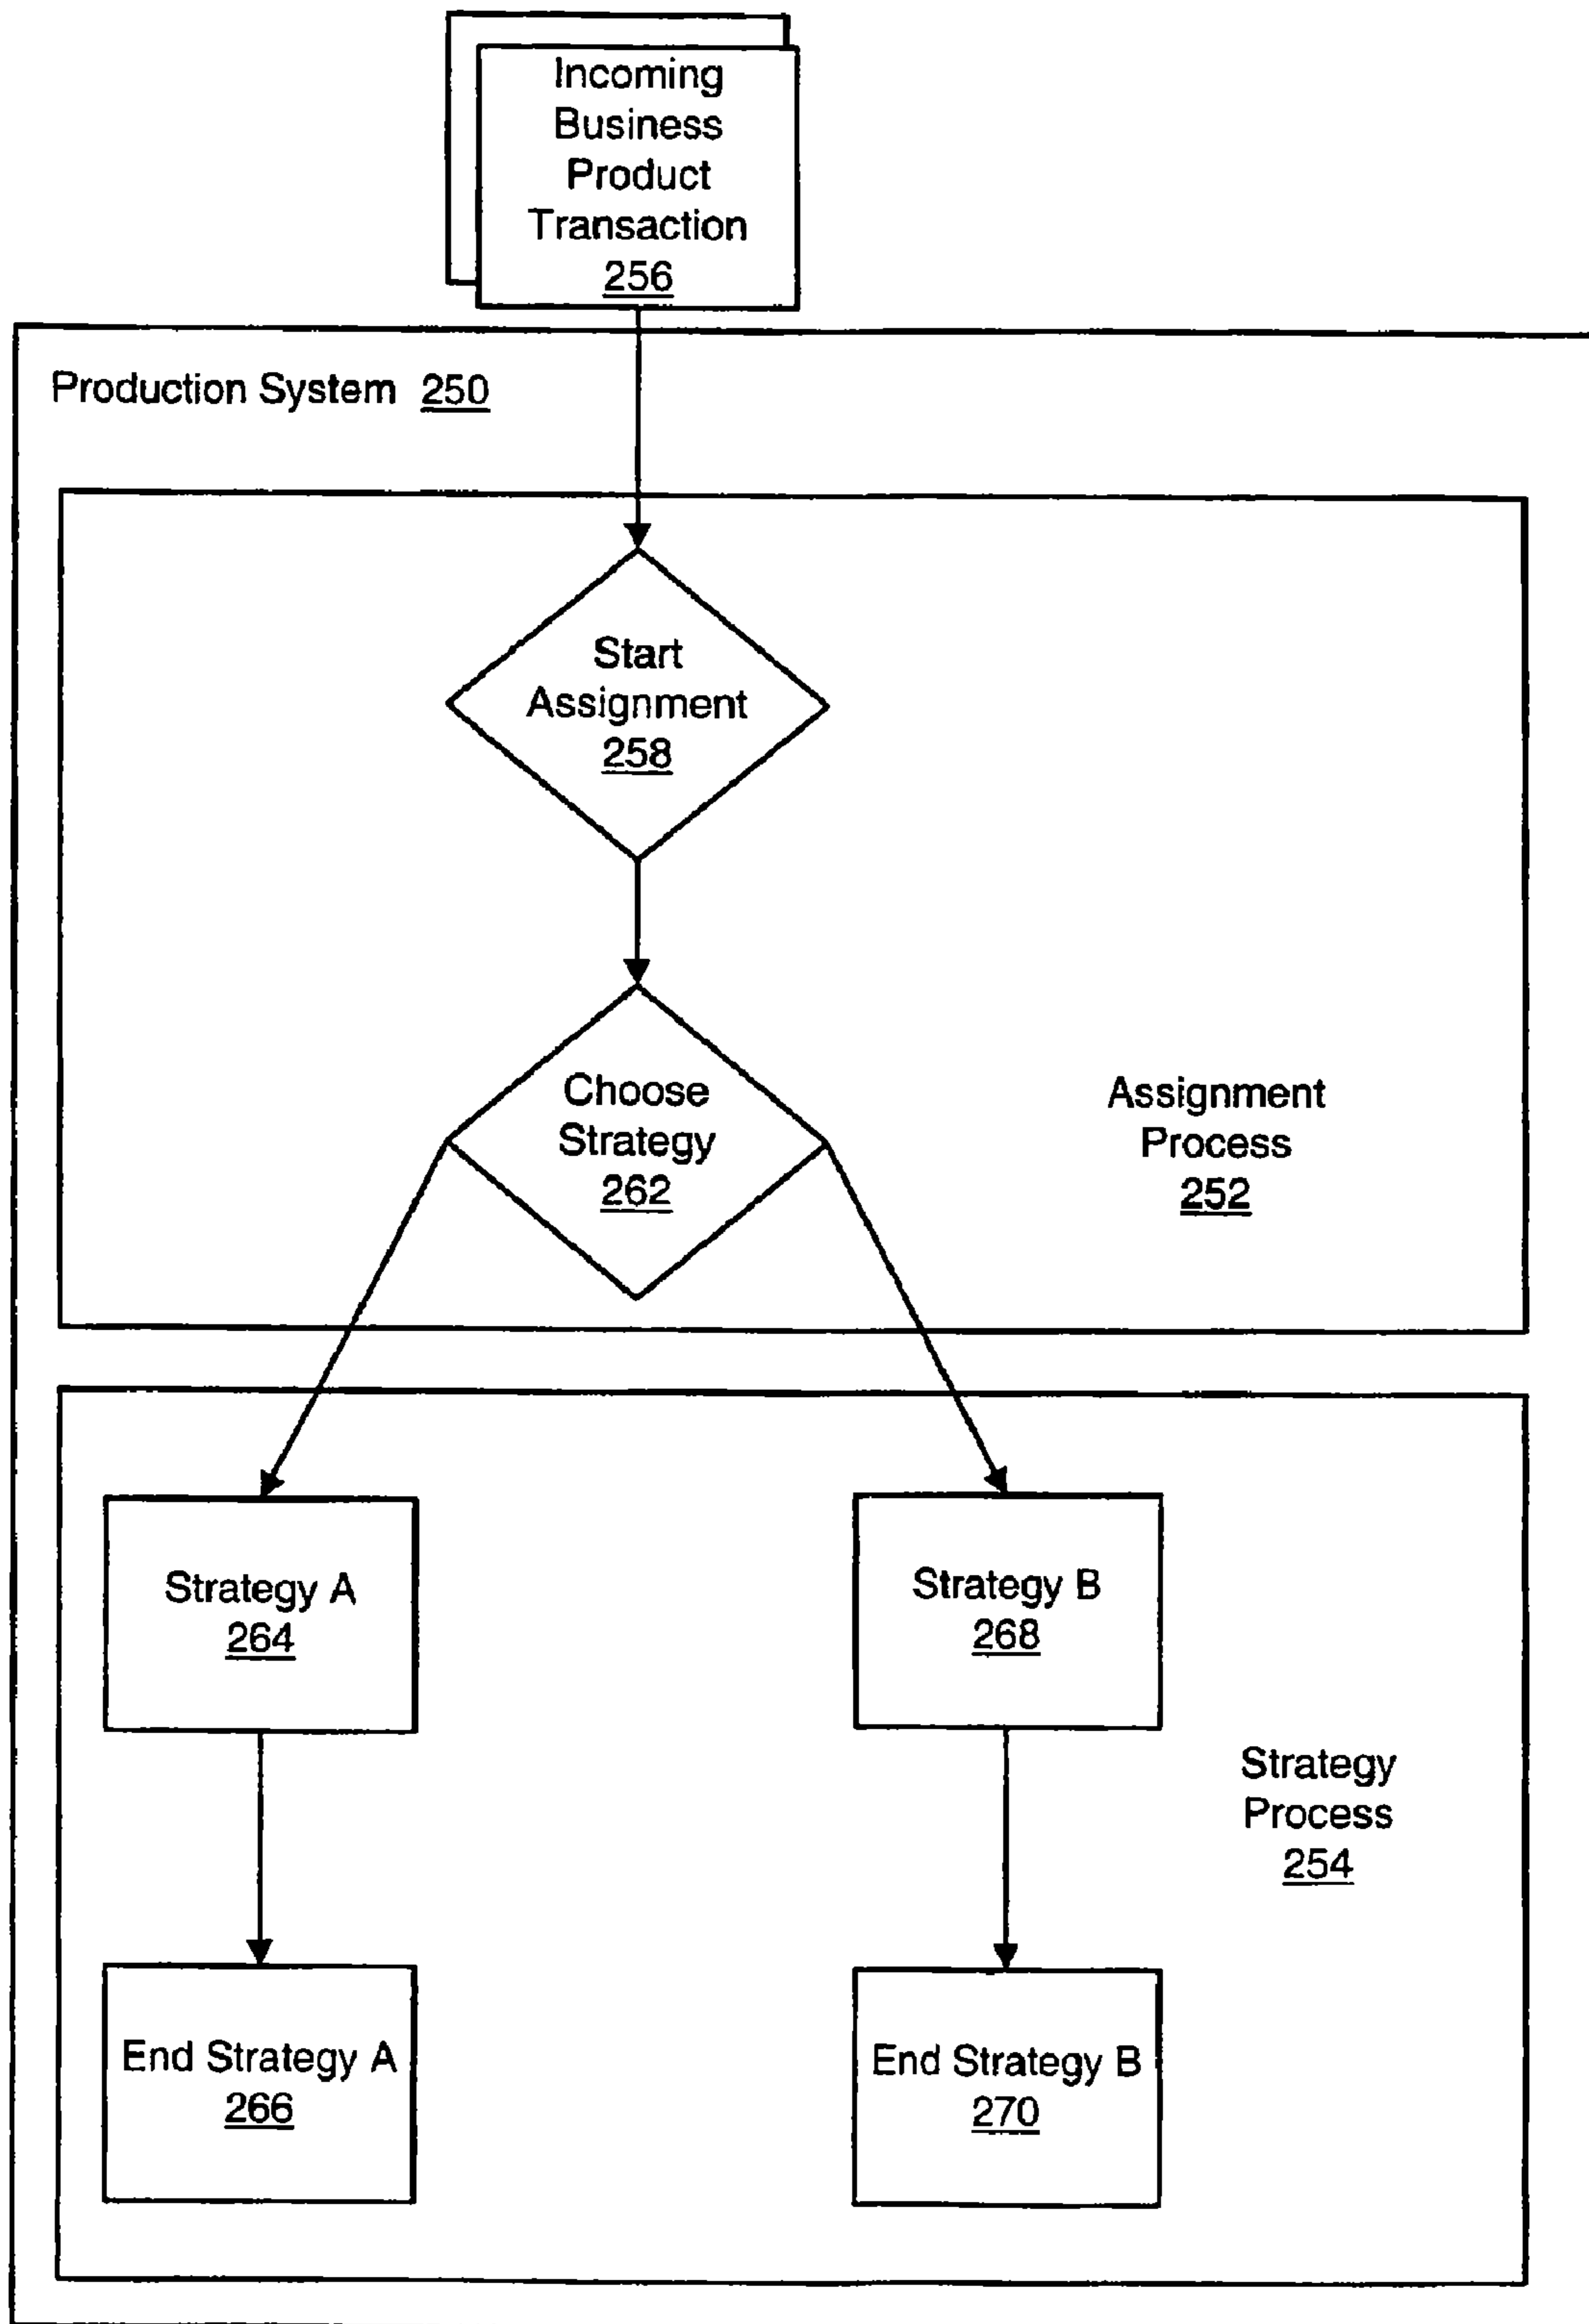 Incoming
Business
Product
Transaction
256
Production System 250
Start
Assignment
258
Choose
Strategy
262
Assignment
Process
252
Strategy A
264
Strategy B
268
Strategy
Process
254
End Strategy A
266
End Strategy B
270